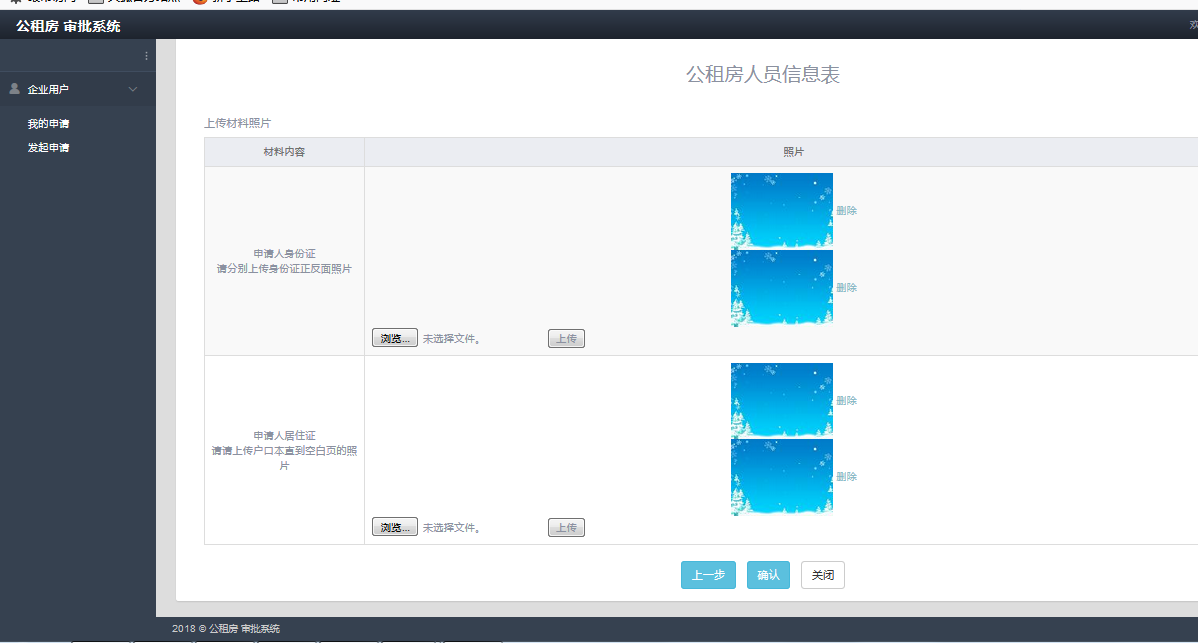 公租房 审批系统
欢
企业用户
我的申请
发起申请
公租房人员信息表
上传材料照片
材料内容
照片
申请人身份证
请分别上传身份证正反面照片
删除
删除
浏览... 未选择文件。 上传
申请人居住证
请请上传户口本直到空白页的照
片
删除
删除
浏览... 未选择文件。 上传
上一步 确认 关闭
2018 © 公租房 审批系统